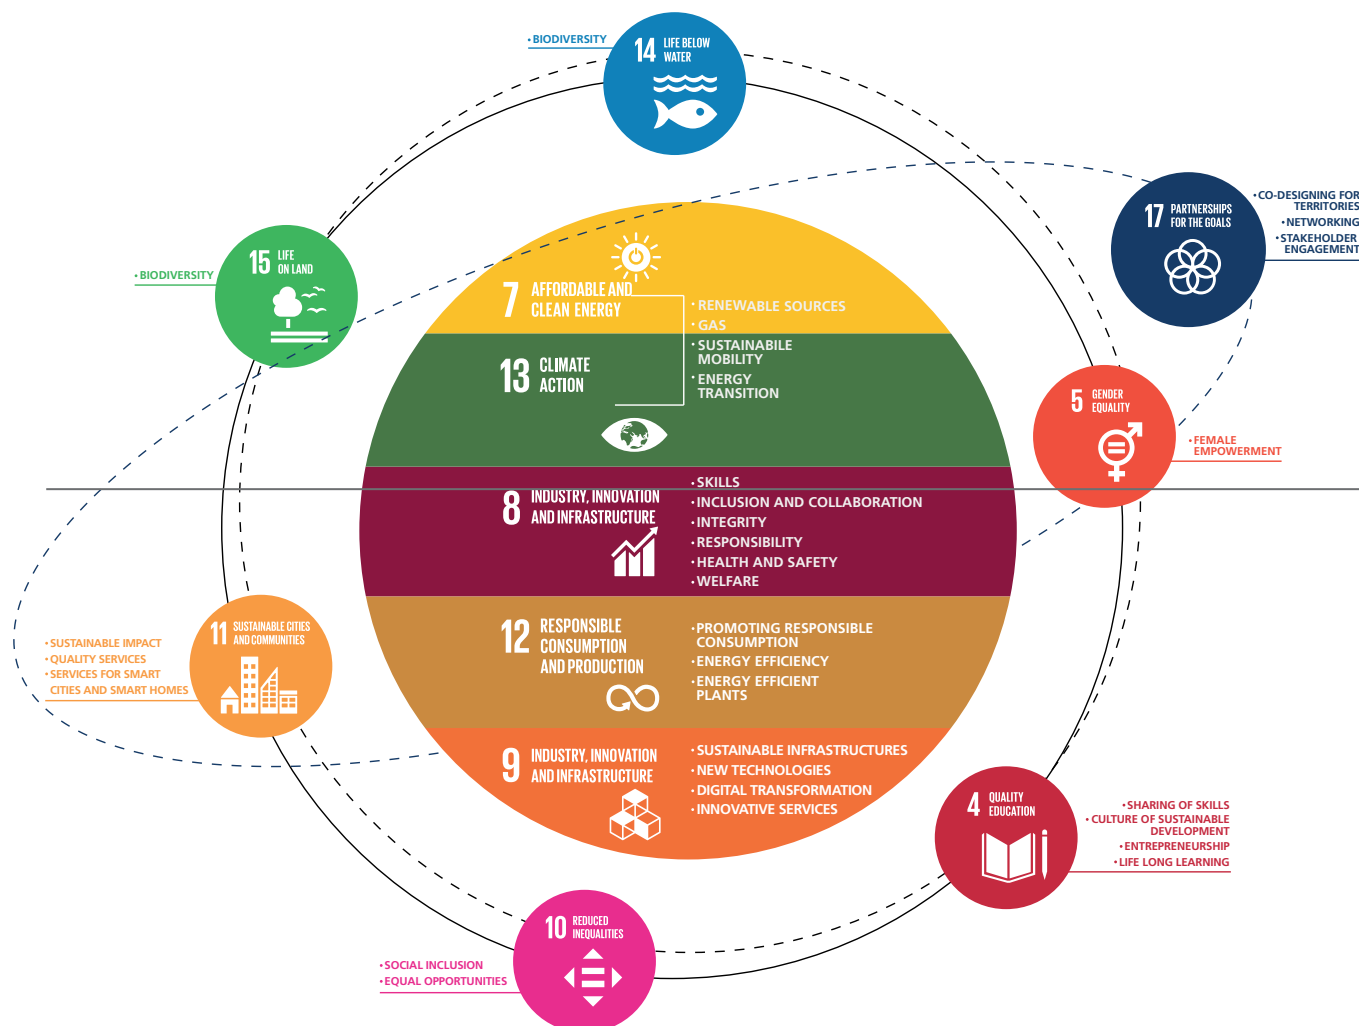 • BIODIVERSITY
14 LIFE BELOW
WATER
17 PARTNERSHIPS
FOR THE GOALS
• CO-DESIGNING FOR
TERRITORIES
• NETWORKING
• STAKEHOLDER
ENGAGEMENT
15 LIFE
ON LAND
• BIODIVERSITY
7 AFFORDABLE AND
CLEAN ENERGY
13 CLIMATE
ACTION
• RENEWABLE SOURCES
• GAS
• SUSTAINABILE
MOBILITY
• ENERGY
TRANSITION
5 GENDER
EQUALITY
• FEMALE
EMPOWERMENT
8 INDUSTRY, INNOVATION
AND INFRASTRUCTURE
• SKILLS
• INCLUSION AND COLLABORATION
• INTEGRITY
• RESPONSIBILITY
• HEALTH AND SAFETY
• WELFARE
11 SUSTAINABLE CITIES
AND COMMUNITIES
• SUSTAINABLE IMPACT
• QUALITY SERVICES
• SERVICES FOR SMART
CITIES AND SMART HOMES
12 RESPONSIBLE
CONSUMPTION
AND PRODUCTION
• PROMOTING RESPONSIBLE
CONSUMPTION
• ENERGY EFFICIENCY
• ENERGY EFFICIENT
PLANTS
9 INDUSTRY, INNOVATION
AND INFRASTRUCTURE
• SUSTAINABLE INFRASTRUCTURES
• NEW TECHNOLOGIES
• DIGITAL TRANSFORMATION
• INNOVATIVE SERVICES
4 QUALITY
EDUCATION
• SHARING OF SKILLS
• CULTURE OF SUSTAINABLE
DEVELOPMENT
• ENTREPRENEURSHIP
• LIFE LONG LEARNING
10 REDUCED
INEQUALITIES
• SOCIAL INCLUSION
• EQUAL OPPORTUNITIES